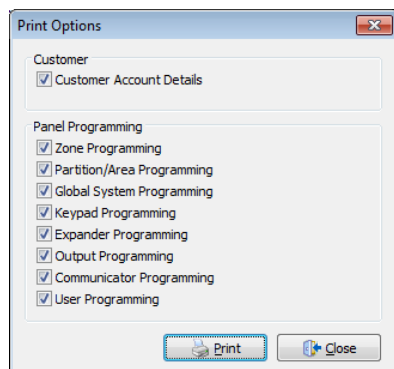 Print Options
Customer
Customer Account Details
Panel Programming
Zone Programming
Partition/Area Programming
Global System Programming
Keypad Programming
Expander Programming
Output Programming
Communicator Programming
User Programming
Print Close